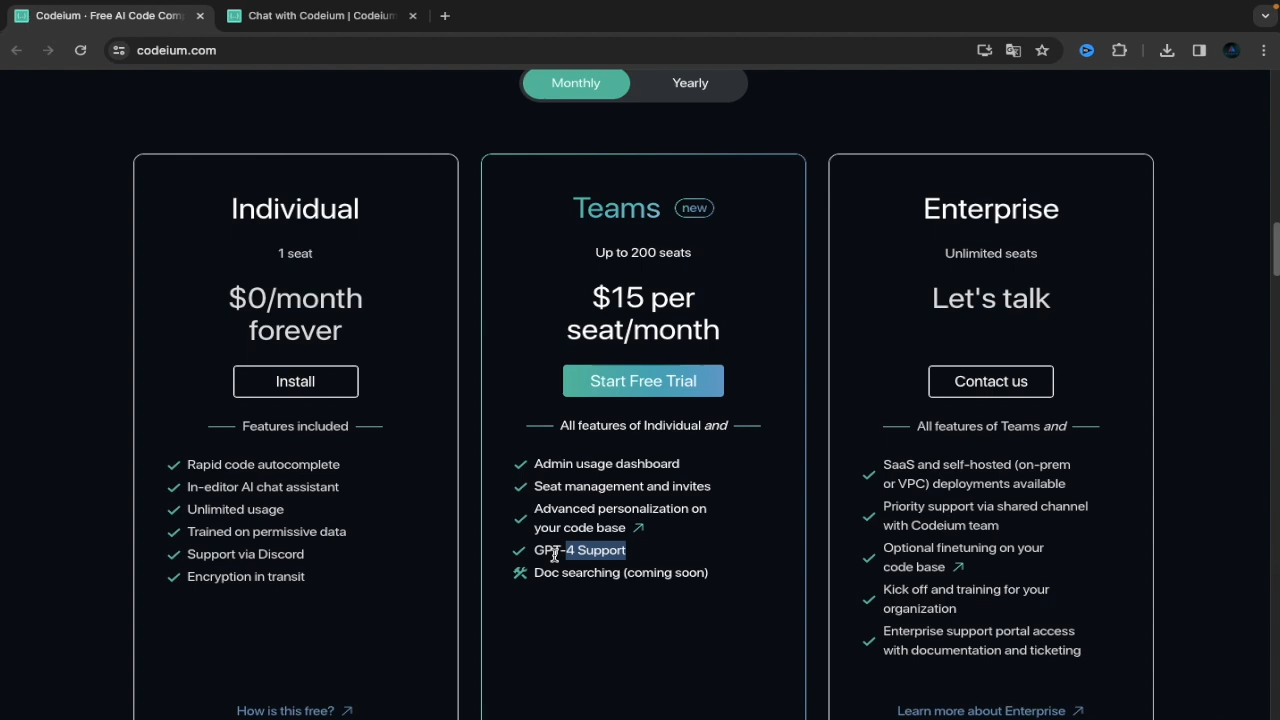 Codeium · Free AI Code Com
Chat with Codeium | Codeium
codeium.com
Monthly
Yearly
Individual
1 seat
$0/month
forever
Install
Features included
Rapid code autocomplete
In-editor AI chat assistant
Unlimited usage
Trained on permissive data
Support via Discord
Encryption in transit
How is this free?
Teams new
Up to 200 seats
$15 per
seat/month
Start Free Trial
All features of Individual and
Admin usage dashboard
Seat management and invites
Advanced personalization on
your code base
GPT-4 Support
Doc searching (coming soon)
Enterprise
Unlimited seats
Let's talk
Contact us
All features of Teams and
SaaS and self-hosted (on-prem
or VPC) deployments available
Priority support via shared channel
with Codeium team
Optional finetuning on your
code base
Kick off and training for your
organization
Enterprise support portal access
with documentation and ticketing
Learn more about Enterprise